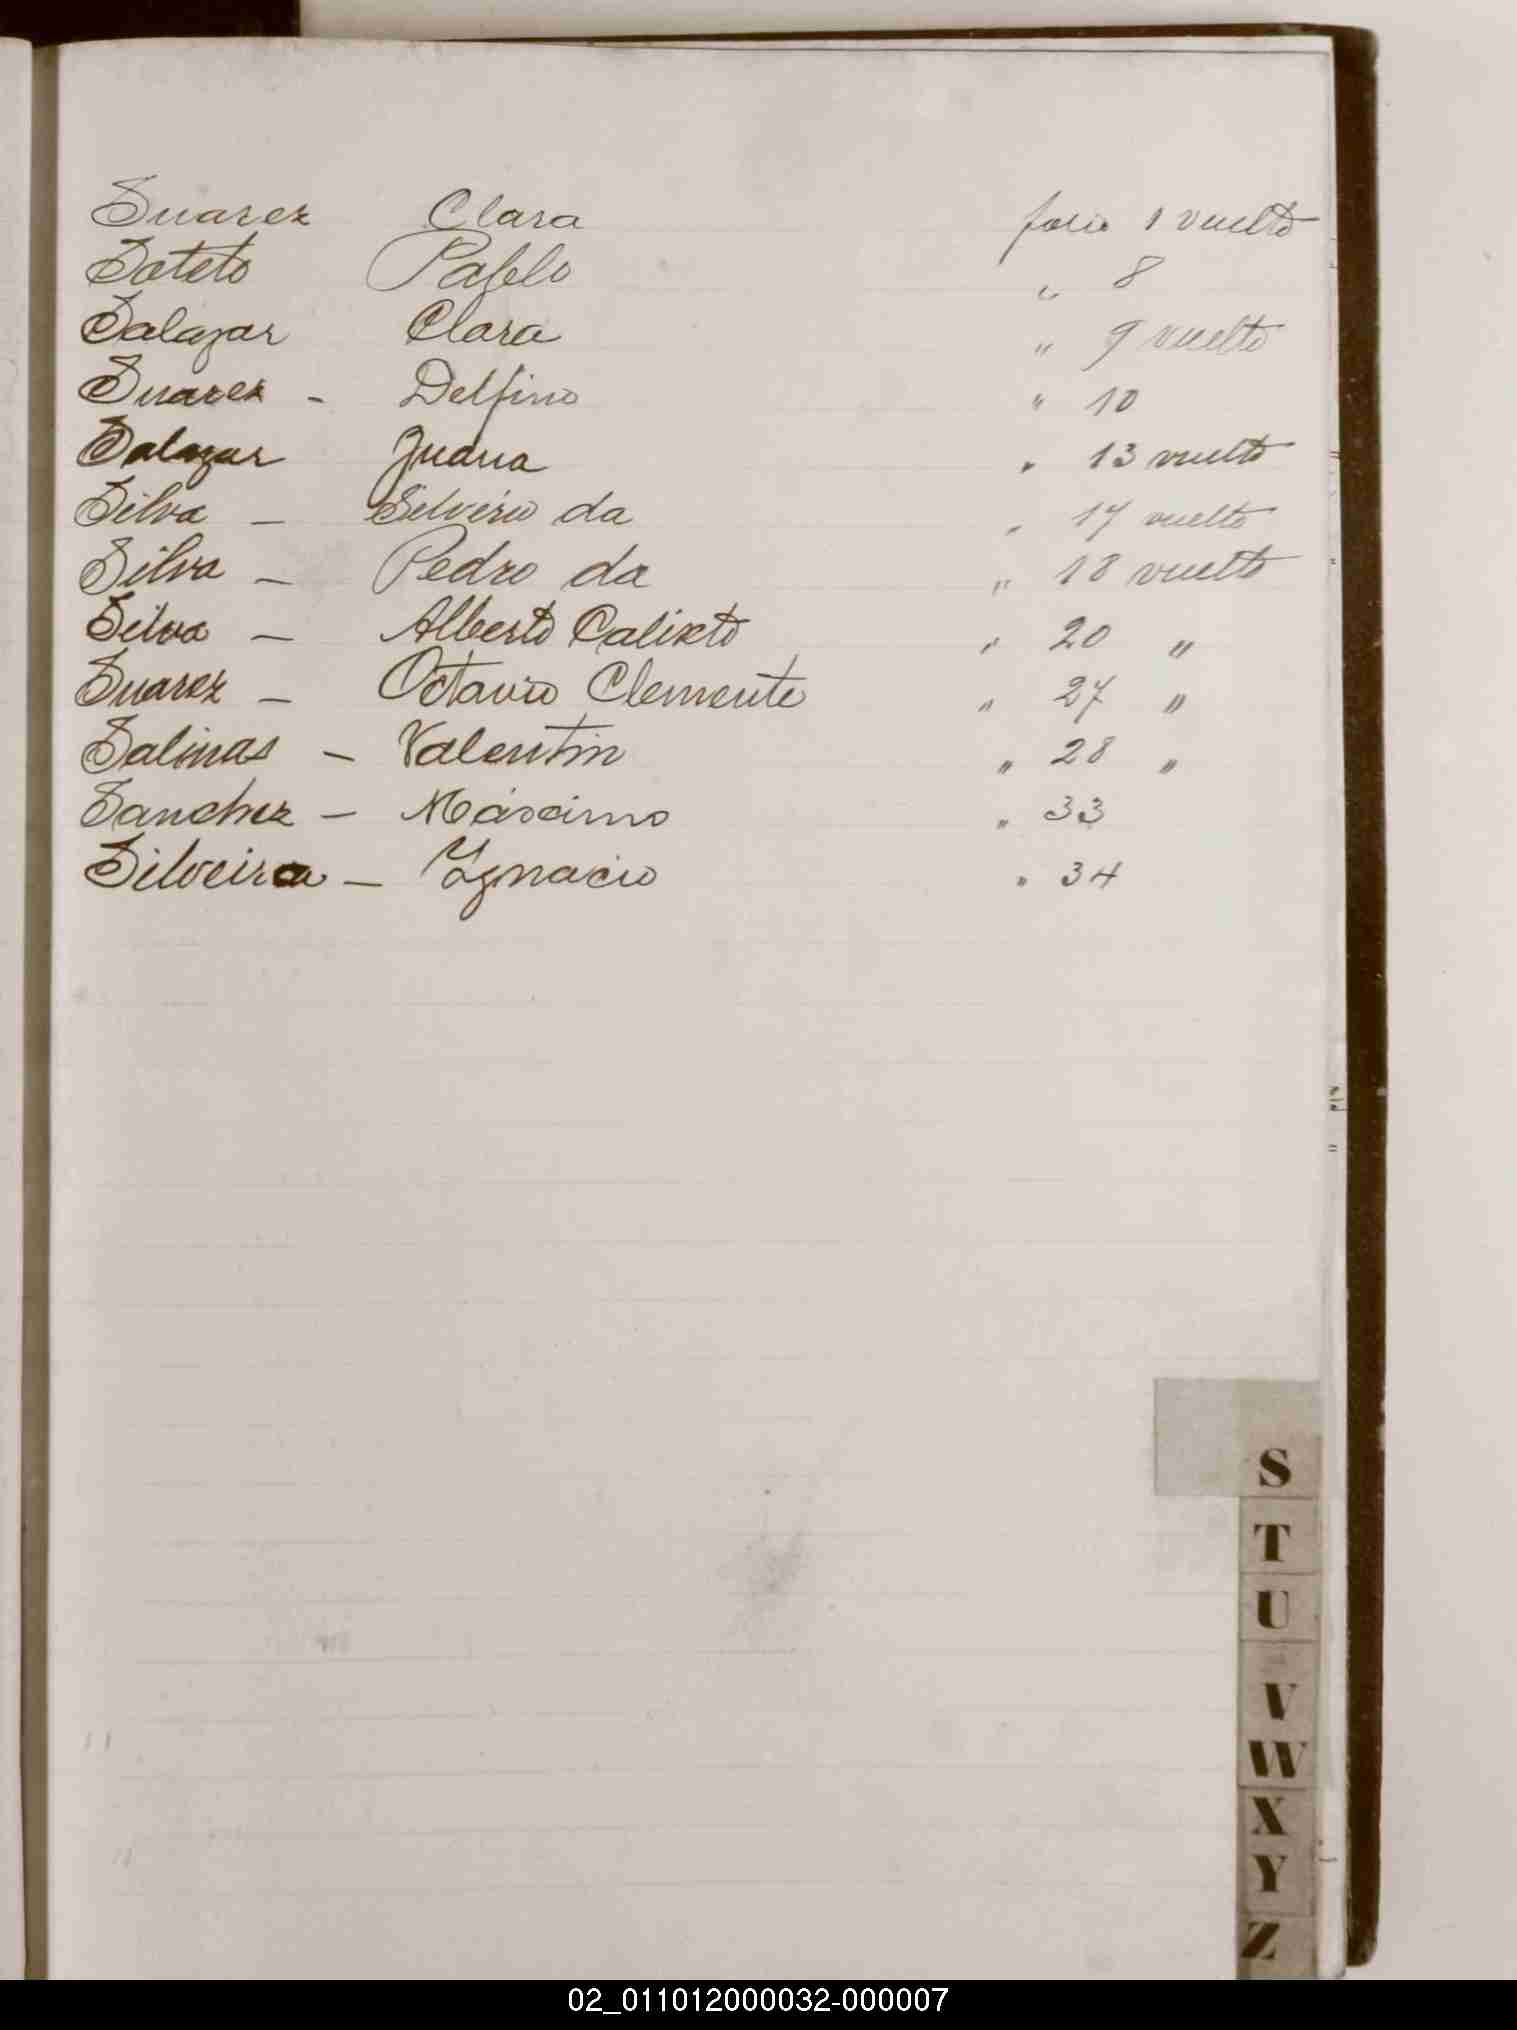 Suarez Clara folio 1 vuelto
Sateto Pablo " 8
Salazar Clara " 9 vuelto
Suarez - Delfino " 10
Salazar Juana " 13 vuelto
Silva - Silverio da " 17 vuelto
Silva - Pedro da " 18 vuelto
Silva - Alberto Calixto " 20 "
Suarez - Octavio Clemente " 27 "
Salinas - Valentin " 28 "
Sanchez - Máximo " 33
Silveira - Ygnacio " 34
S
T
U
V
W
X
Y
Z
02_011012000032-000007